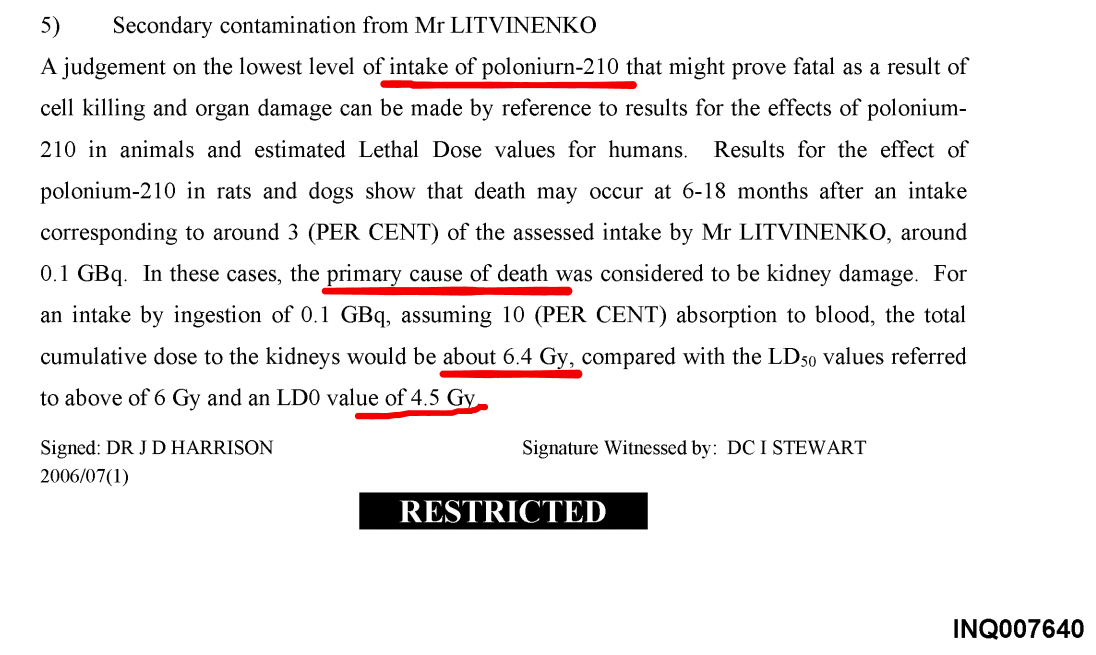 5) Secondary contamination from Mr LITVINENKO
A judgement on the lowest level of intake of poloniurn-210 that might prove fatal as a result of
cell killing and organ damage can be made by reference to results for the effects of polonium-
210 in animals and estimated Lethal Dose values for humans. Results for the effect of
polonium-210 in rats and dogs show that death may occur at 6-18 months after an intake
corresponding to around 3 (PER CENT) of the assessed intake by Mr LITVINENKO, around
0.1 GBq. In these cases, the primary cause of death was considered to be kidney damage. For
an intake by ingestion of 0.1 GBq, assuming 10 (PER CENT) absorption to blood, the total
cumulative dose to the kidneys would be about 6.4 Gy, compared with the LD50 values referred
to above of 6 Gy and an LD0 value of 4.5 Gy.
Signed: DR J D HARRISON Signature Witnessed by: DC I STEWART
2006/07(1)
RESTRICTED
INQ007640